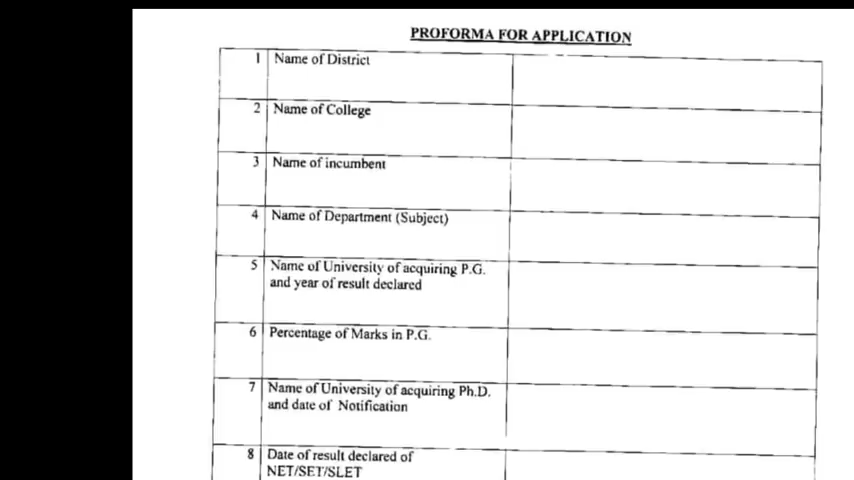 PROFORMA FOR APPLICATION
1 Name of District
2 Name of College
3 Name of incumbent
4 Name of Department (Subject)
5 Name of University of acquiring P.G.
and year of result declared
6 Percentage of Marks in P.G.
7 Name of University of acquiring Ph.D.
and date of Notification
8 Date of result declared of
NET/SET/SLET